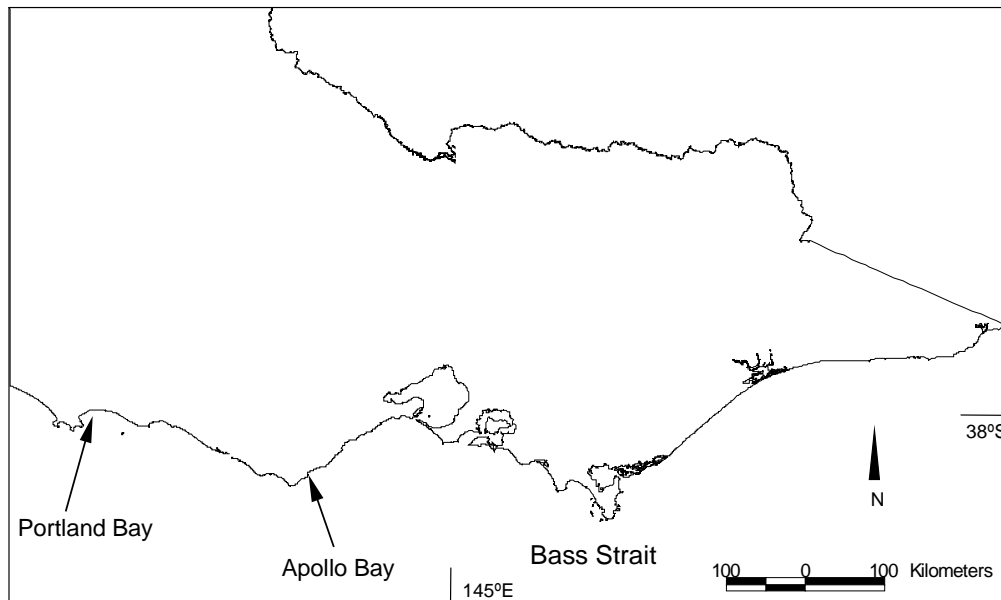 38ºS
N
Portland Bay
Bass Strait
Apollo Bay
100 0 100 Kilometers
145ºE